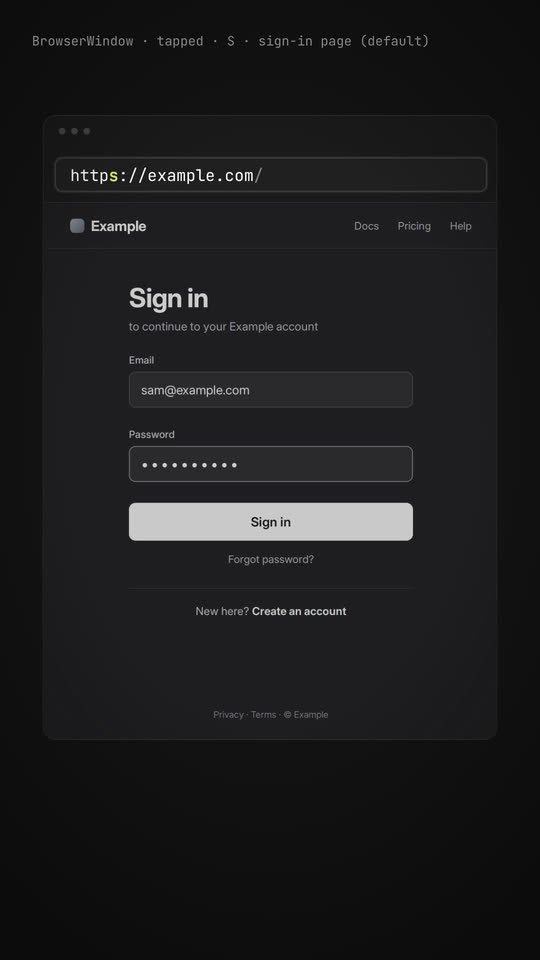 BrowserWindow · tapped · S · sign-in page (default)
https://example.com/
Example Docs Pricing Help
Sign in
to continue to your Example account
Email
sam@example.com
Password
••••••••••
Sign in
Forgot password?
New here? Create an account
Privacy · Terms · © Example